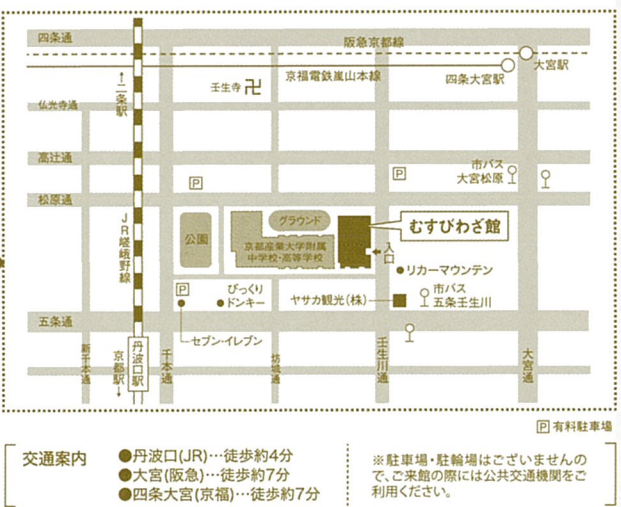 四条通
阪急京都線
大宮駅
京福電鉄嵐山本線
四条大宮駅
←二条駅
壬生寺卍
仏光寺通
高辻通
市バス
大宮松原
P
P
松原通
JR嵯峨野線
公園
グラウンド
京都産業大学附属
中学校・高等学校
むすびわざ館
←入口
リカーマウンテン
P
びっくり
ドンキー
ヤサカ観光(株)
市バス
五条壬生川
五条通
セブン-イレブン
新千本通
京都駅→
丹波口駅
千本通
坊城通
壬生川通
大宮通
P有料駐車場
交通案内
●丹波口(JR)…徒歩約4分
●大宮(阪急)…徒歩約7分
●四条大宮(京福)…徒歩約7分
※駐車場・駐輪場はございませんの
で、ご来館の際には公共交通機関をご
利用ください。